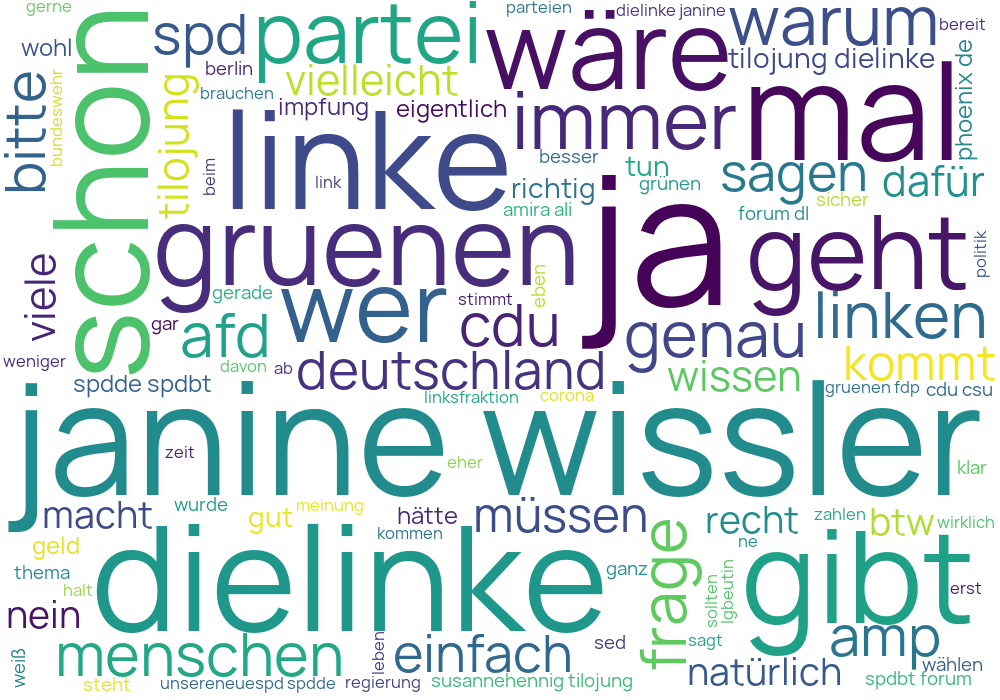 gerne
parteien
dielinke janine
wohl
spd
partei
wäre
warum
bereit
berlin
tilojung dielinke
bitte
bundeswehr
schon
tilojung
brauchen
vielleicht
impfung
eigentlich
immer
mal
phoenix de
linke
besser
beim
link
richtig
tun
grünen
sagen
dafür
sicher
amira ali
forum dl
gruenen
ja
geht
politik
viele
gerade
wer
stimmt
eben
cdu
genau
linken
gar
afd
weniger
davon
ab
deutschland
wissen
kommt
spdde spdbt
linksfraktion
corona
gruenen fdp
cdu csu
janine wissler
zeit
eher
klar
macht
wurde
gut
meinung
hätte
kommen
müssen
recht
zahlen
btw
wirklich
geld
thema
halt
dielinke
ganz
frage
ne
gibt
sollten
lgbeutin
erst
nein
menschen
leben
einfach
sed
sagt
amp
wählen
weiß
steht
unsereneuespd spdde
regierung
susannehennig tilojung
natürlich
spdbt forum